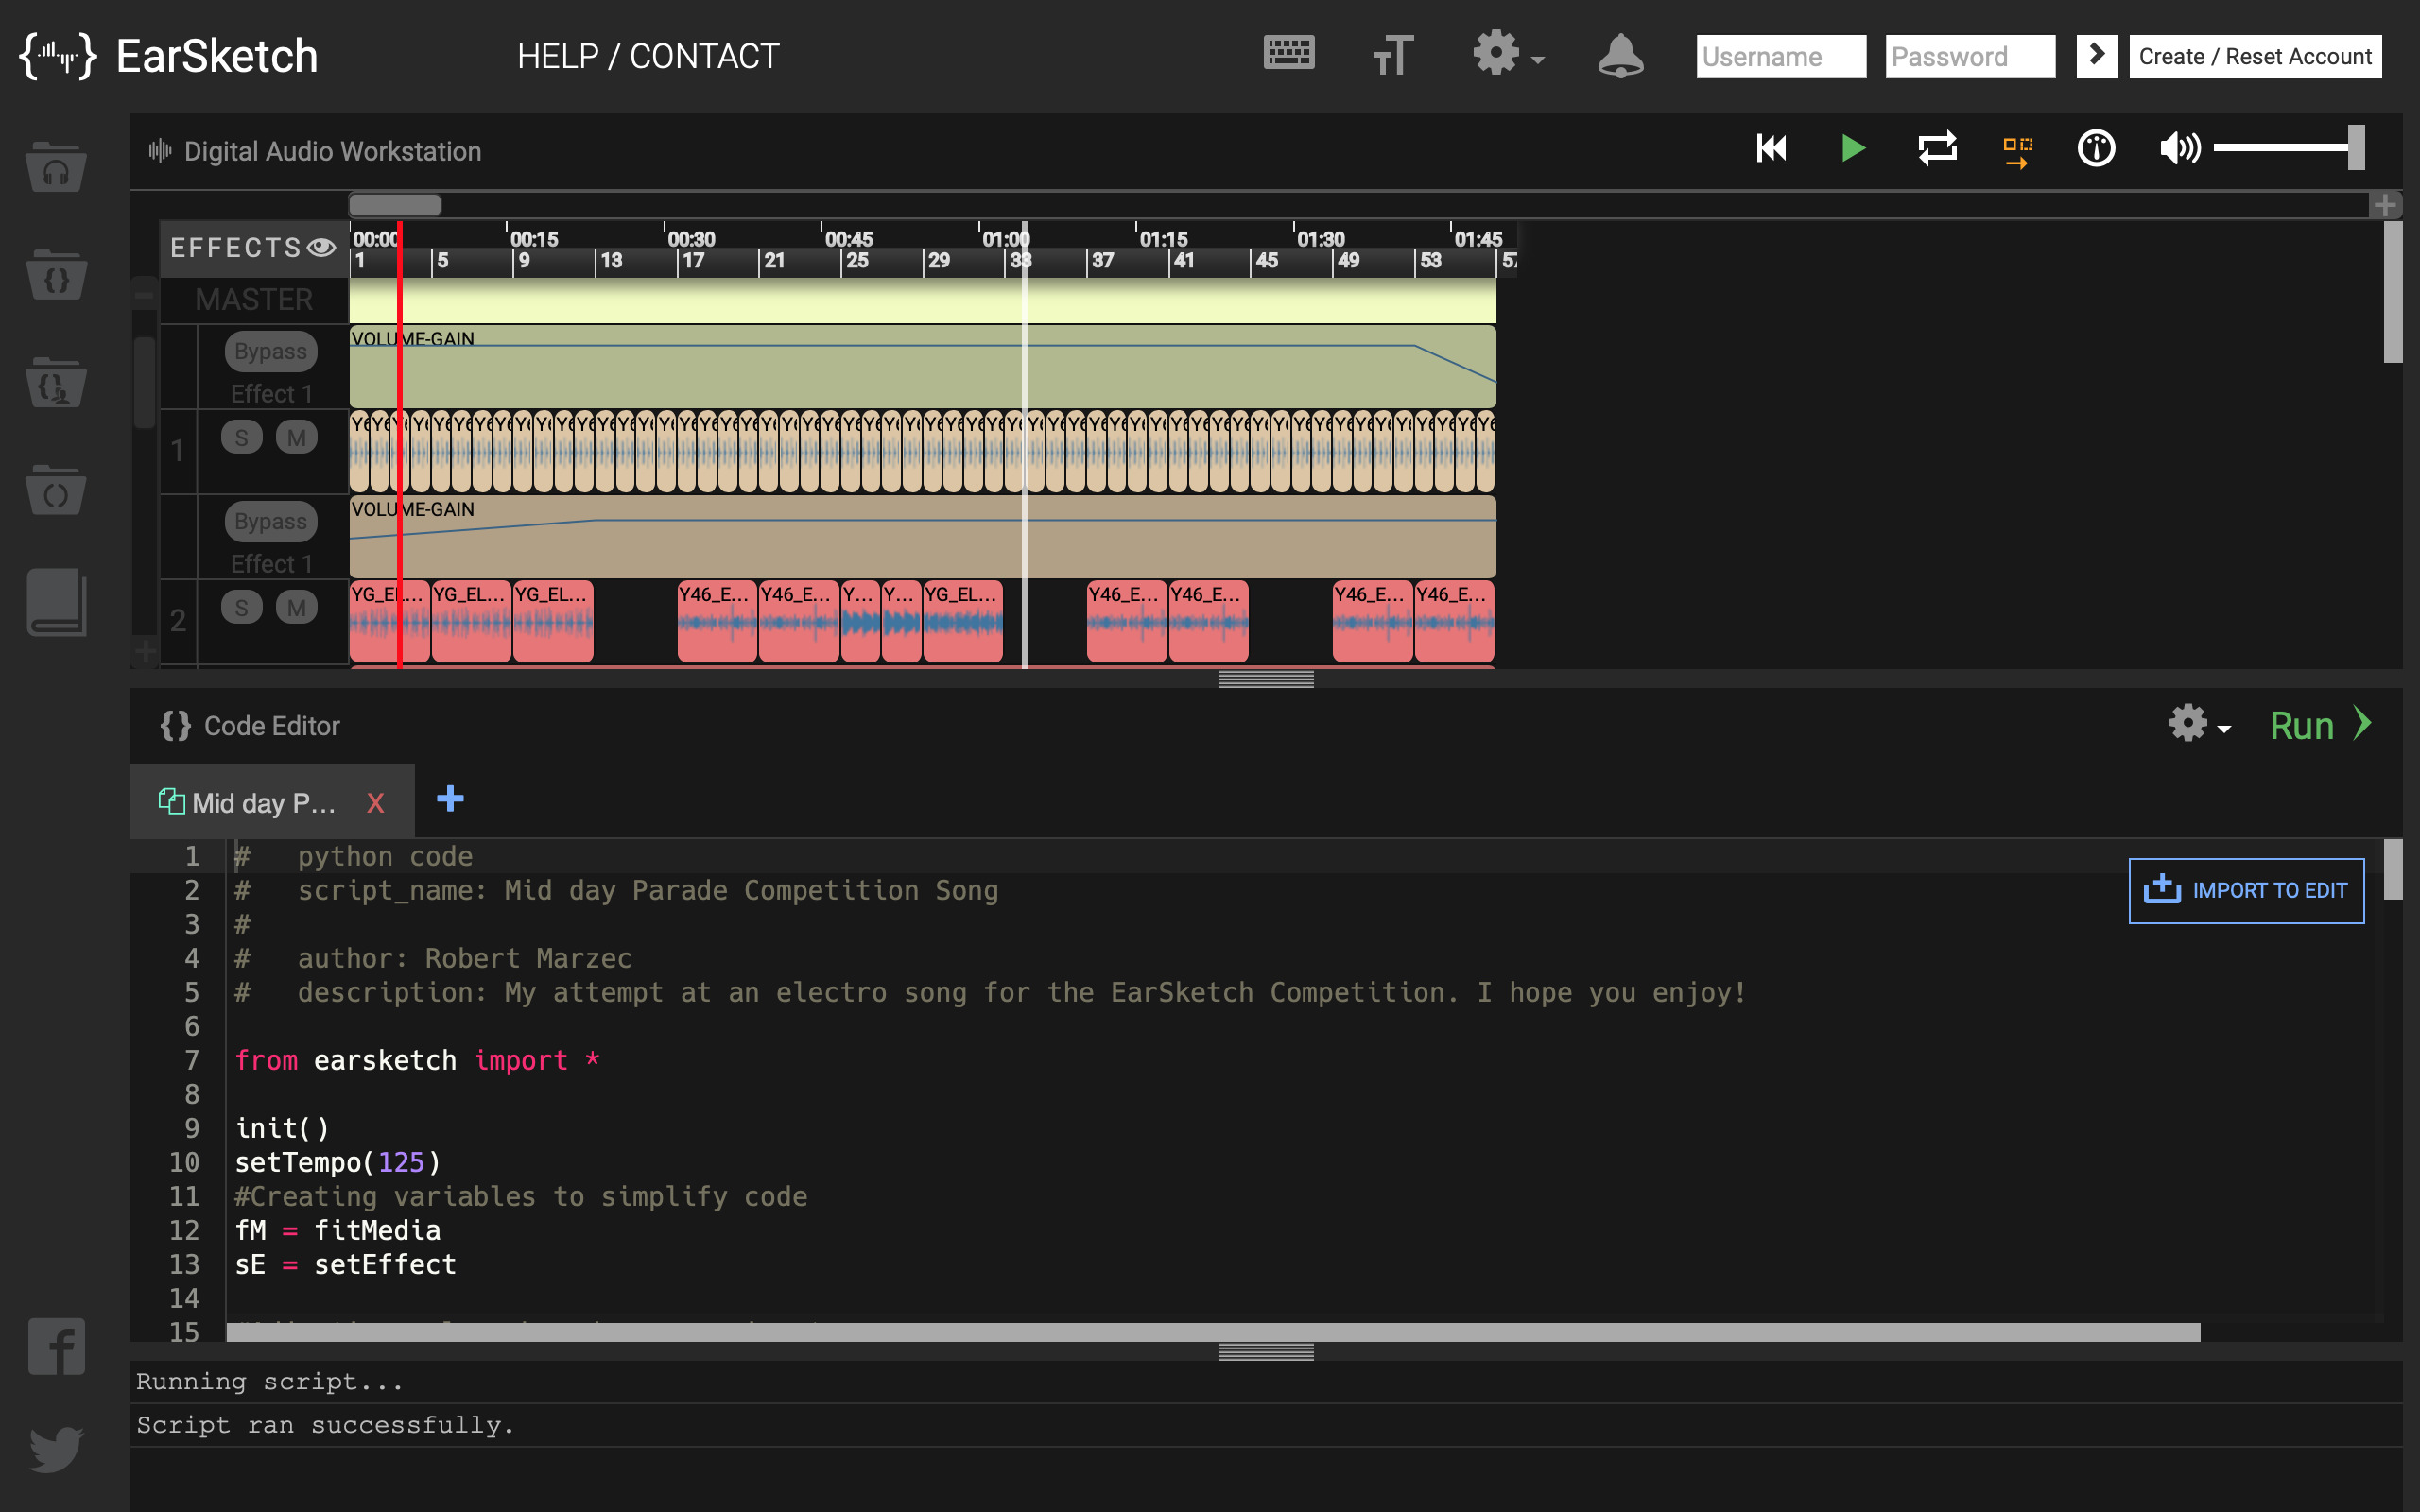 EarSketch
HELP / CONTACT
Username
Password
Create / Reset Account
Digital Audio Workstation
EFFECTS
00:00 00:15 00:30 00:45 01:00 01:15 01:30 01:45
1 5 9 13 17 21 25 29 33 37 41 45 49 53 57
MASTER
Bypass
Effect 1
VOLUME-GAIN
1
S M
Bypass
Effect 1
VOLUME-GAIN
2
S M
YG_EL... YG_EL... YG_EL... Y46_E... Y46_E... Y... Y... YG_EL... Y46_E... Y46_E... Y46_E... Y46_E...
{} Code Editor
Run
Mid day P... X
IMPORT TO EDIT
1 # python code
2 # script_name: Mid day Parade Competition Song
3 #
4 # author: Robert Marzec
5 # description: My attempt at an electro song for the EarSketch Competition. I hope you enjoy!
6
7 from earsketch import *
8
9 init()
10 setTempo(125)
11 #Creating variables to simplify code
12 fM = fitMedia
13 sE = setEffect
14
15
Running script...
Script ran successfully.